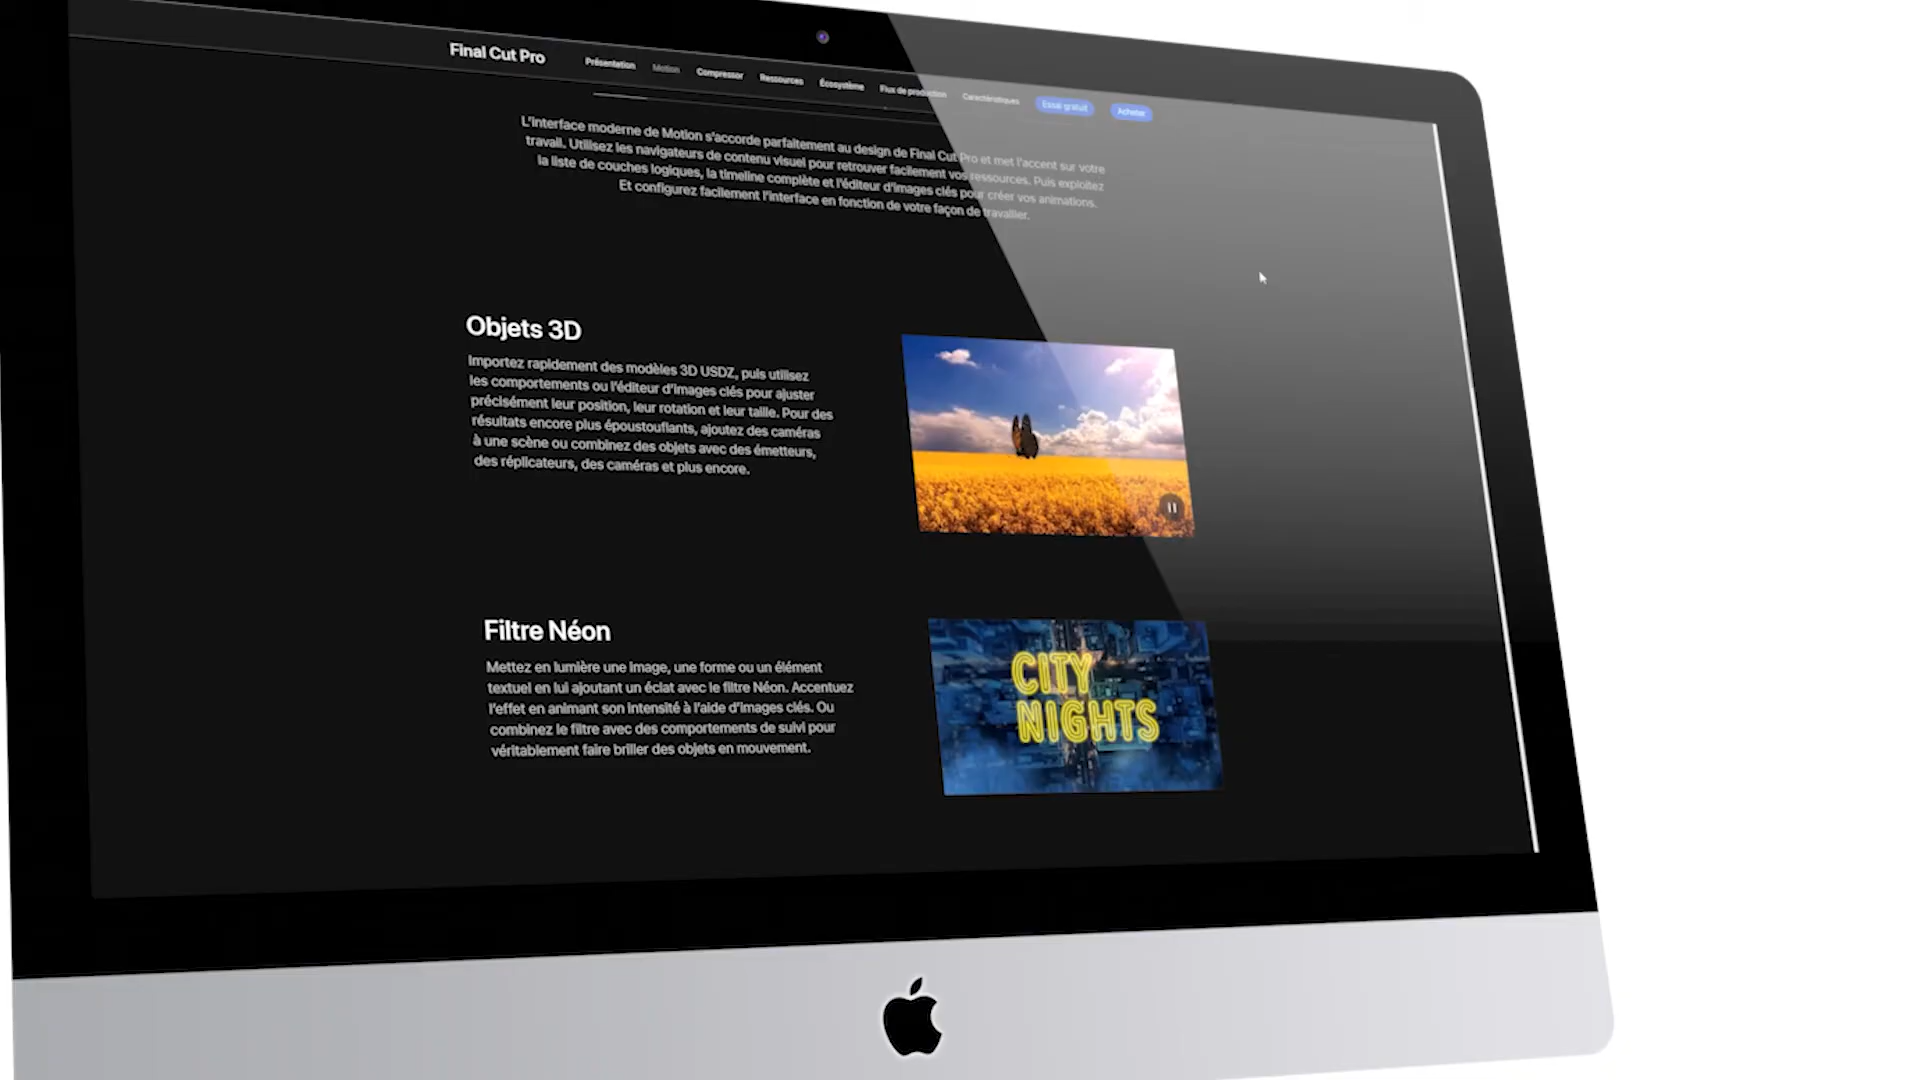 Final Cut Pro
Présentation
Motion
Compressor
Ressources
Écosystème
Flux de production
Caractéristiques
Essai gratuit
Acheter
L'interface moderne de Motion s'accorde parfaitement au design de Final Cut Pro et met l'accent sur votre
travail. Utilisez les navigateurs de contenu visuel pour retrouver facilement vos ressources. Puis exploitez
la liste de couches logiques, la timeline complète et l'éditeur d'images clés pour créer vos animations.
Et configurez facilement l'interface en fonction de votre façon de travailler.
Objets 3D
Importez rapidement des modèles 3D USDZ, puis utilisez
les comportements ou l'éditeur d'images clés pour ajuster
précisément leur position, leur rotation et leur taille. Pour des
résultats encore plus époustouflants, ajoutez des caméras
à une scène ou combinez des objets avec des émetteurs,
des réplicateurs, des caméras et plus encore.
Filtre Néon
Mettez en lumière une image, une forme ou un élément
textuel en lui ajoutant un éclat avec le filtre Néon. Accentuez
l'effet en animant son intensité à l'aide d'images clés. Ou
combinez le filtre avec des comportements de suivi pour
véritablement faire briller des objets en mouvement.
CITY
NIGHTS